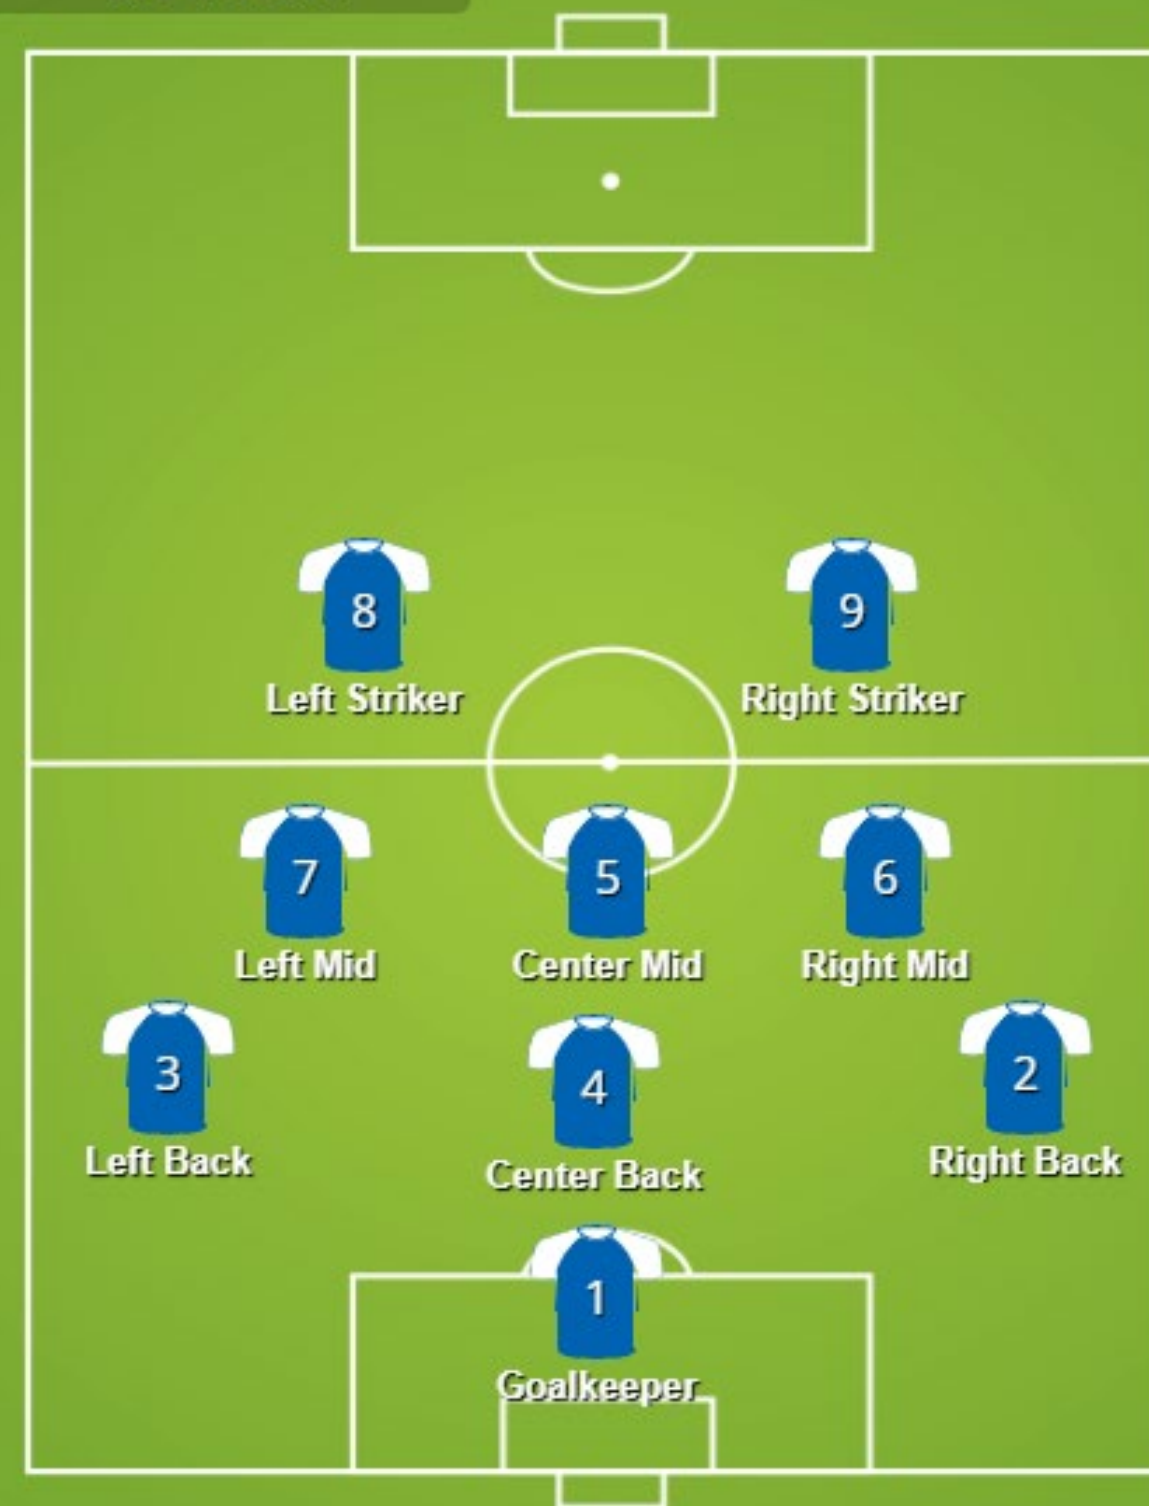 8 9
Left Striker Right Striker
7 5 6
Left Mid Center Mid Right Mid
3 4 2
Left Back Center Back Right Back
1
Goalkeeper